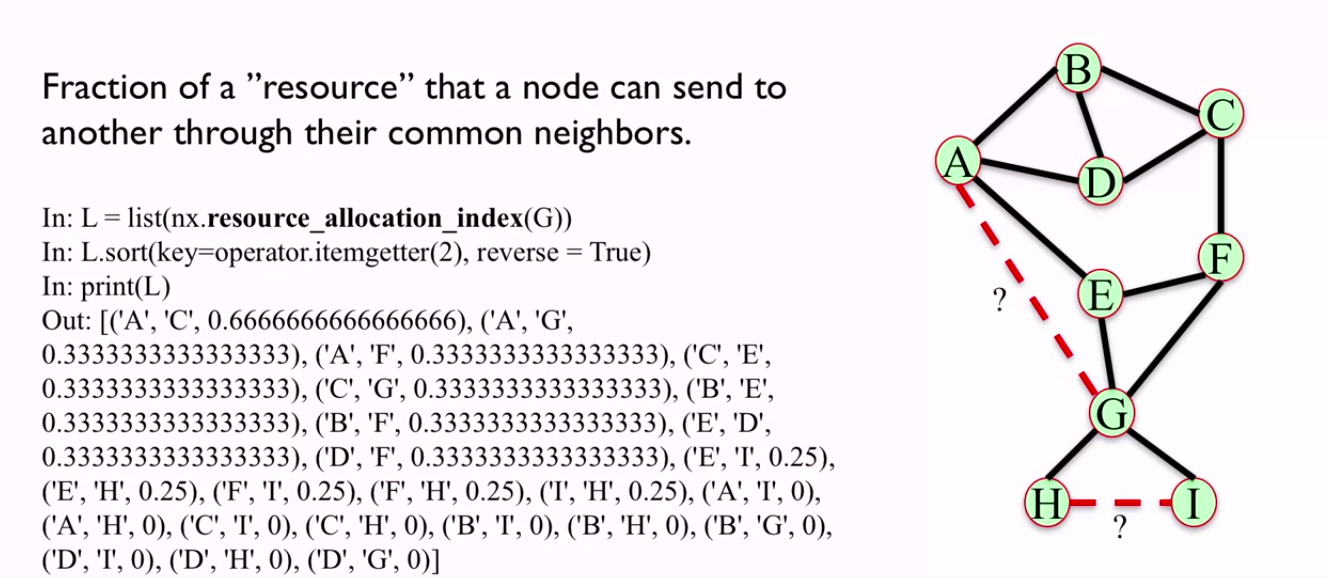 Fraction of a ”resource” that a node can send to
another through their common neighbors.
In: L = list(nx.resource_allocation_index(G))
In: L.sort(key=operator.itemgetter(2), reverse = True)
In: print(L)
Out: [('A', 'C', 0.6666666666666666), ('A', 'G',
0.3333333333333333), ('A', 'F', 0.3333333333333333), ('C', 'E',
0.3333333333333333), ('C', 'G', 0.3333333333333333), ('B', 'E',
0.3333333333333333), ('B', 'F', 0.3333333333333333), ('E', 'D',
0.3333333333333333), ('D', 'F', 0.3333333333333333), ('E', 'I', 0.25),
('E', 'H', 0.25), ('F', 'I', 0.25), ('F', 'H', 0.25), ('I', 'H', 0.25), ('A', 'I', 0),
('A', 'H', 0), ('C', 'I', 0), ('C', 'H', 0), ('B', 'I', 0), ('B', 'H', 0), ('B', 'G', 0),
('D', 'I', 0), ('D', 'H', 0), ('D', 'G', 0)]
B
C
A
D
F
E
?
G
H
I
?